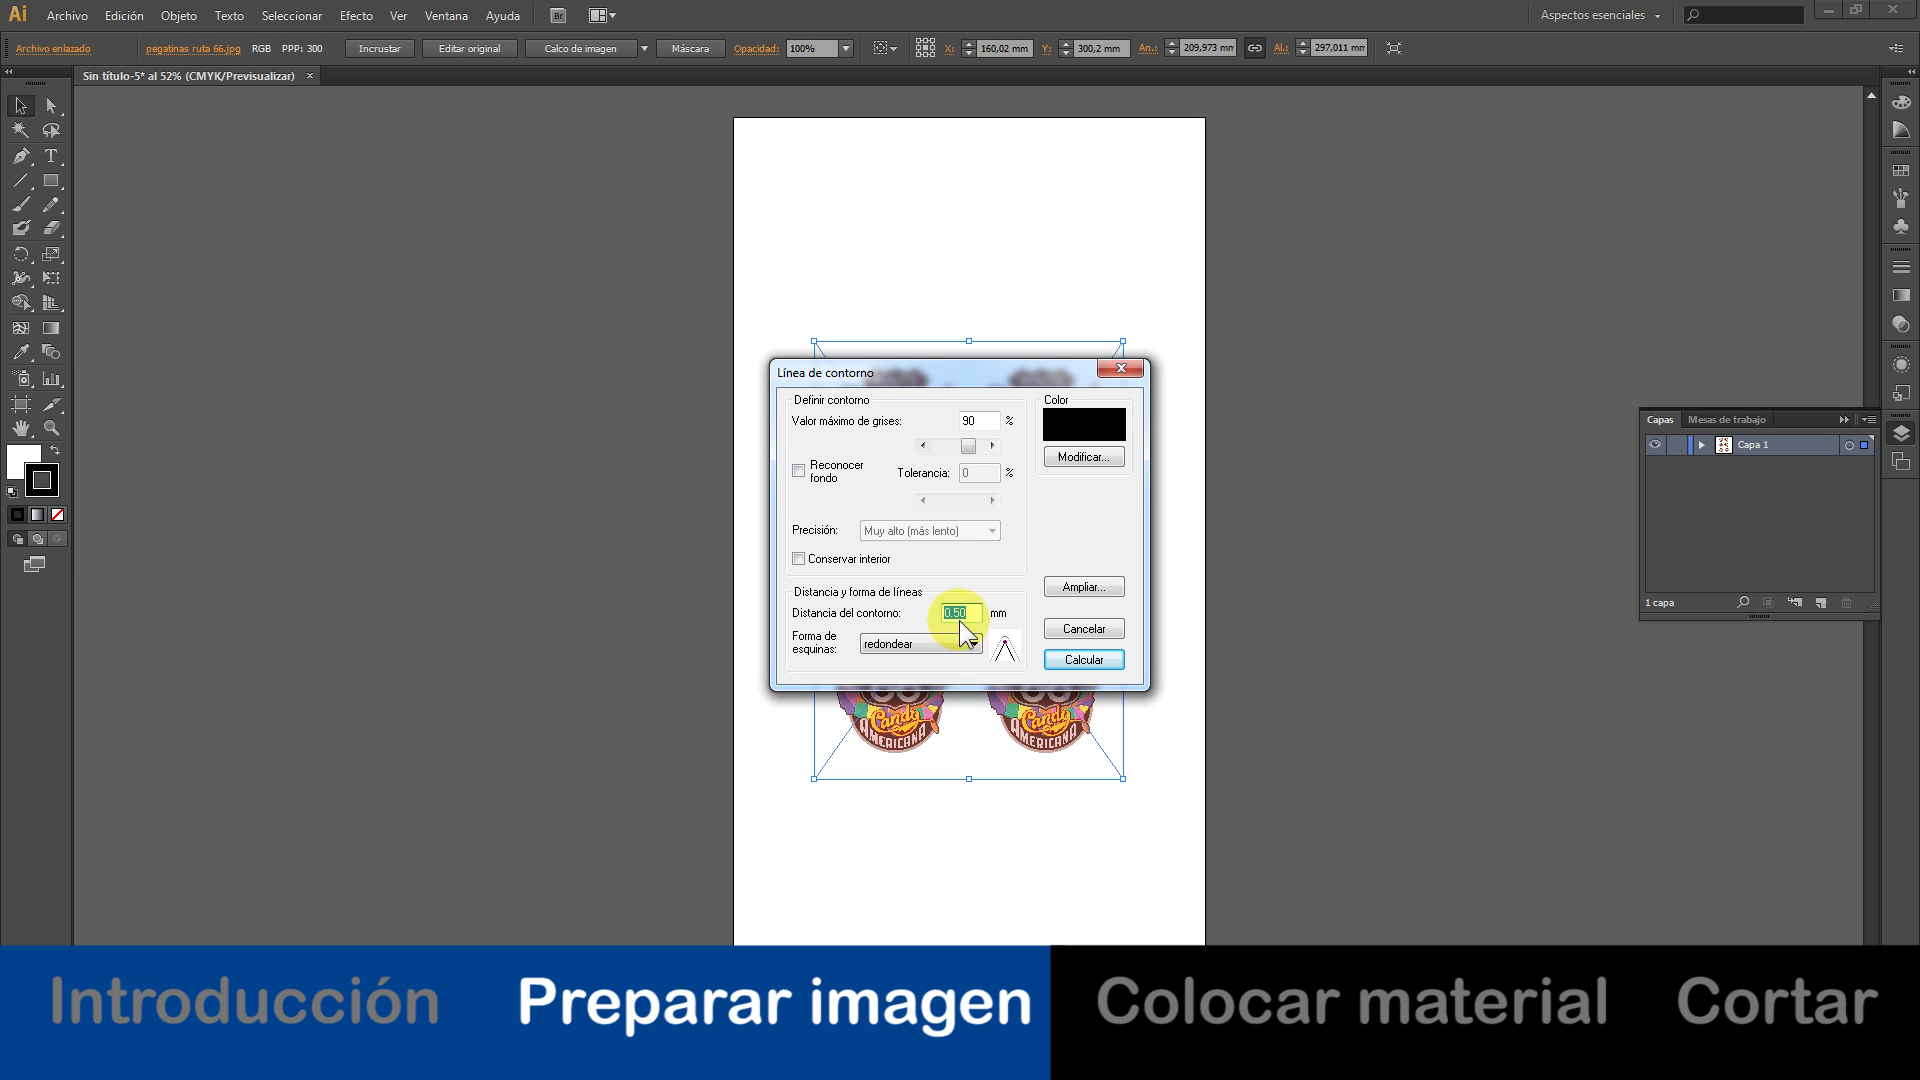 Ai Archivo Edición Objeto Texto Seleccionar Efecto Ver Ventana Ayuda Br Aspectos esenciales
Archivo enlazado pegatinas ruta 66.jpg RGB PPP: 300 Incrustar Editar original Calco de imagen Máscara Opacidad: 100% X: 160,02 mm Y: 300,2 mm An.: 209,973 mm Al.: 297,011 mm
Sin título-5* al 52% (CMYK/Previsualizar) ×
Línea de contorno
Definir contorno
Color
Valor máximo de grises: 90 %
Modificar...
Reconocer fondo
Tolerancia: 0 %
Precisión: Muy alto (más lento)
Conservar interior
Ampliar...
Distancia y forma de líneas
Distancia del contorno: 0.50 mm
Cancelar
Forma de esquinas: redondear
Calcular
Candy Candy
AMERICANA AMERICANA
Capas Mesas de trabajo
Capa 1
1 capa
Introducción Preparar imagen Colocar material Cortar